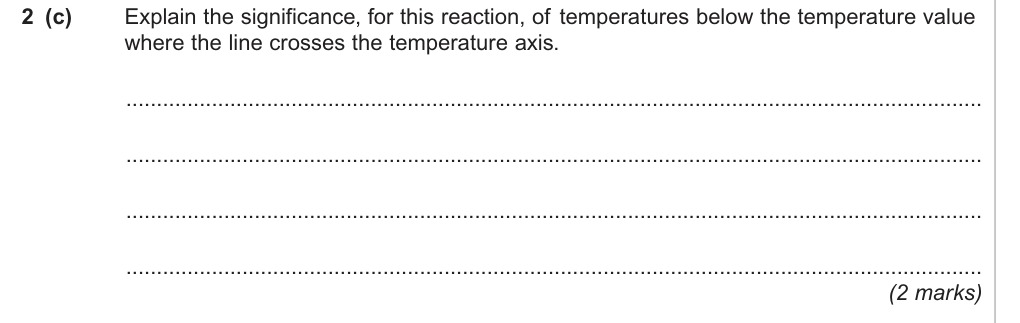 2 (c) Explain the significance, for this reaction, of temperatures below the temperature value
where the line crosses the temperature axis.
(2 marks)